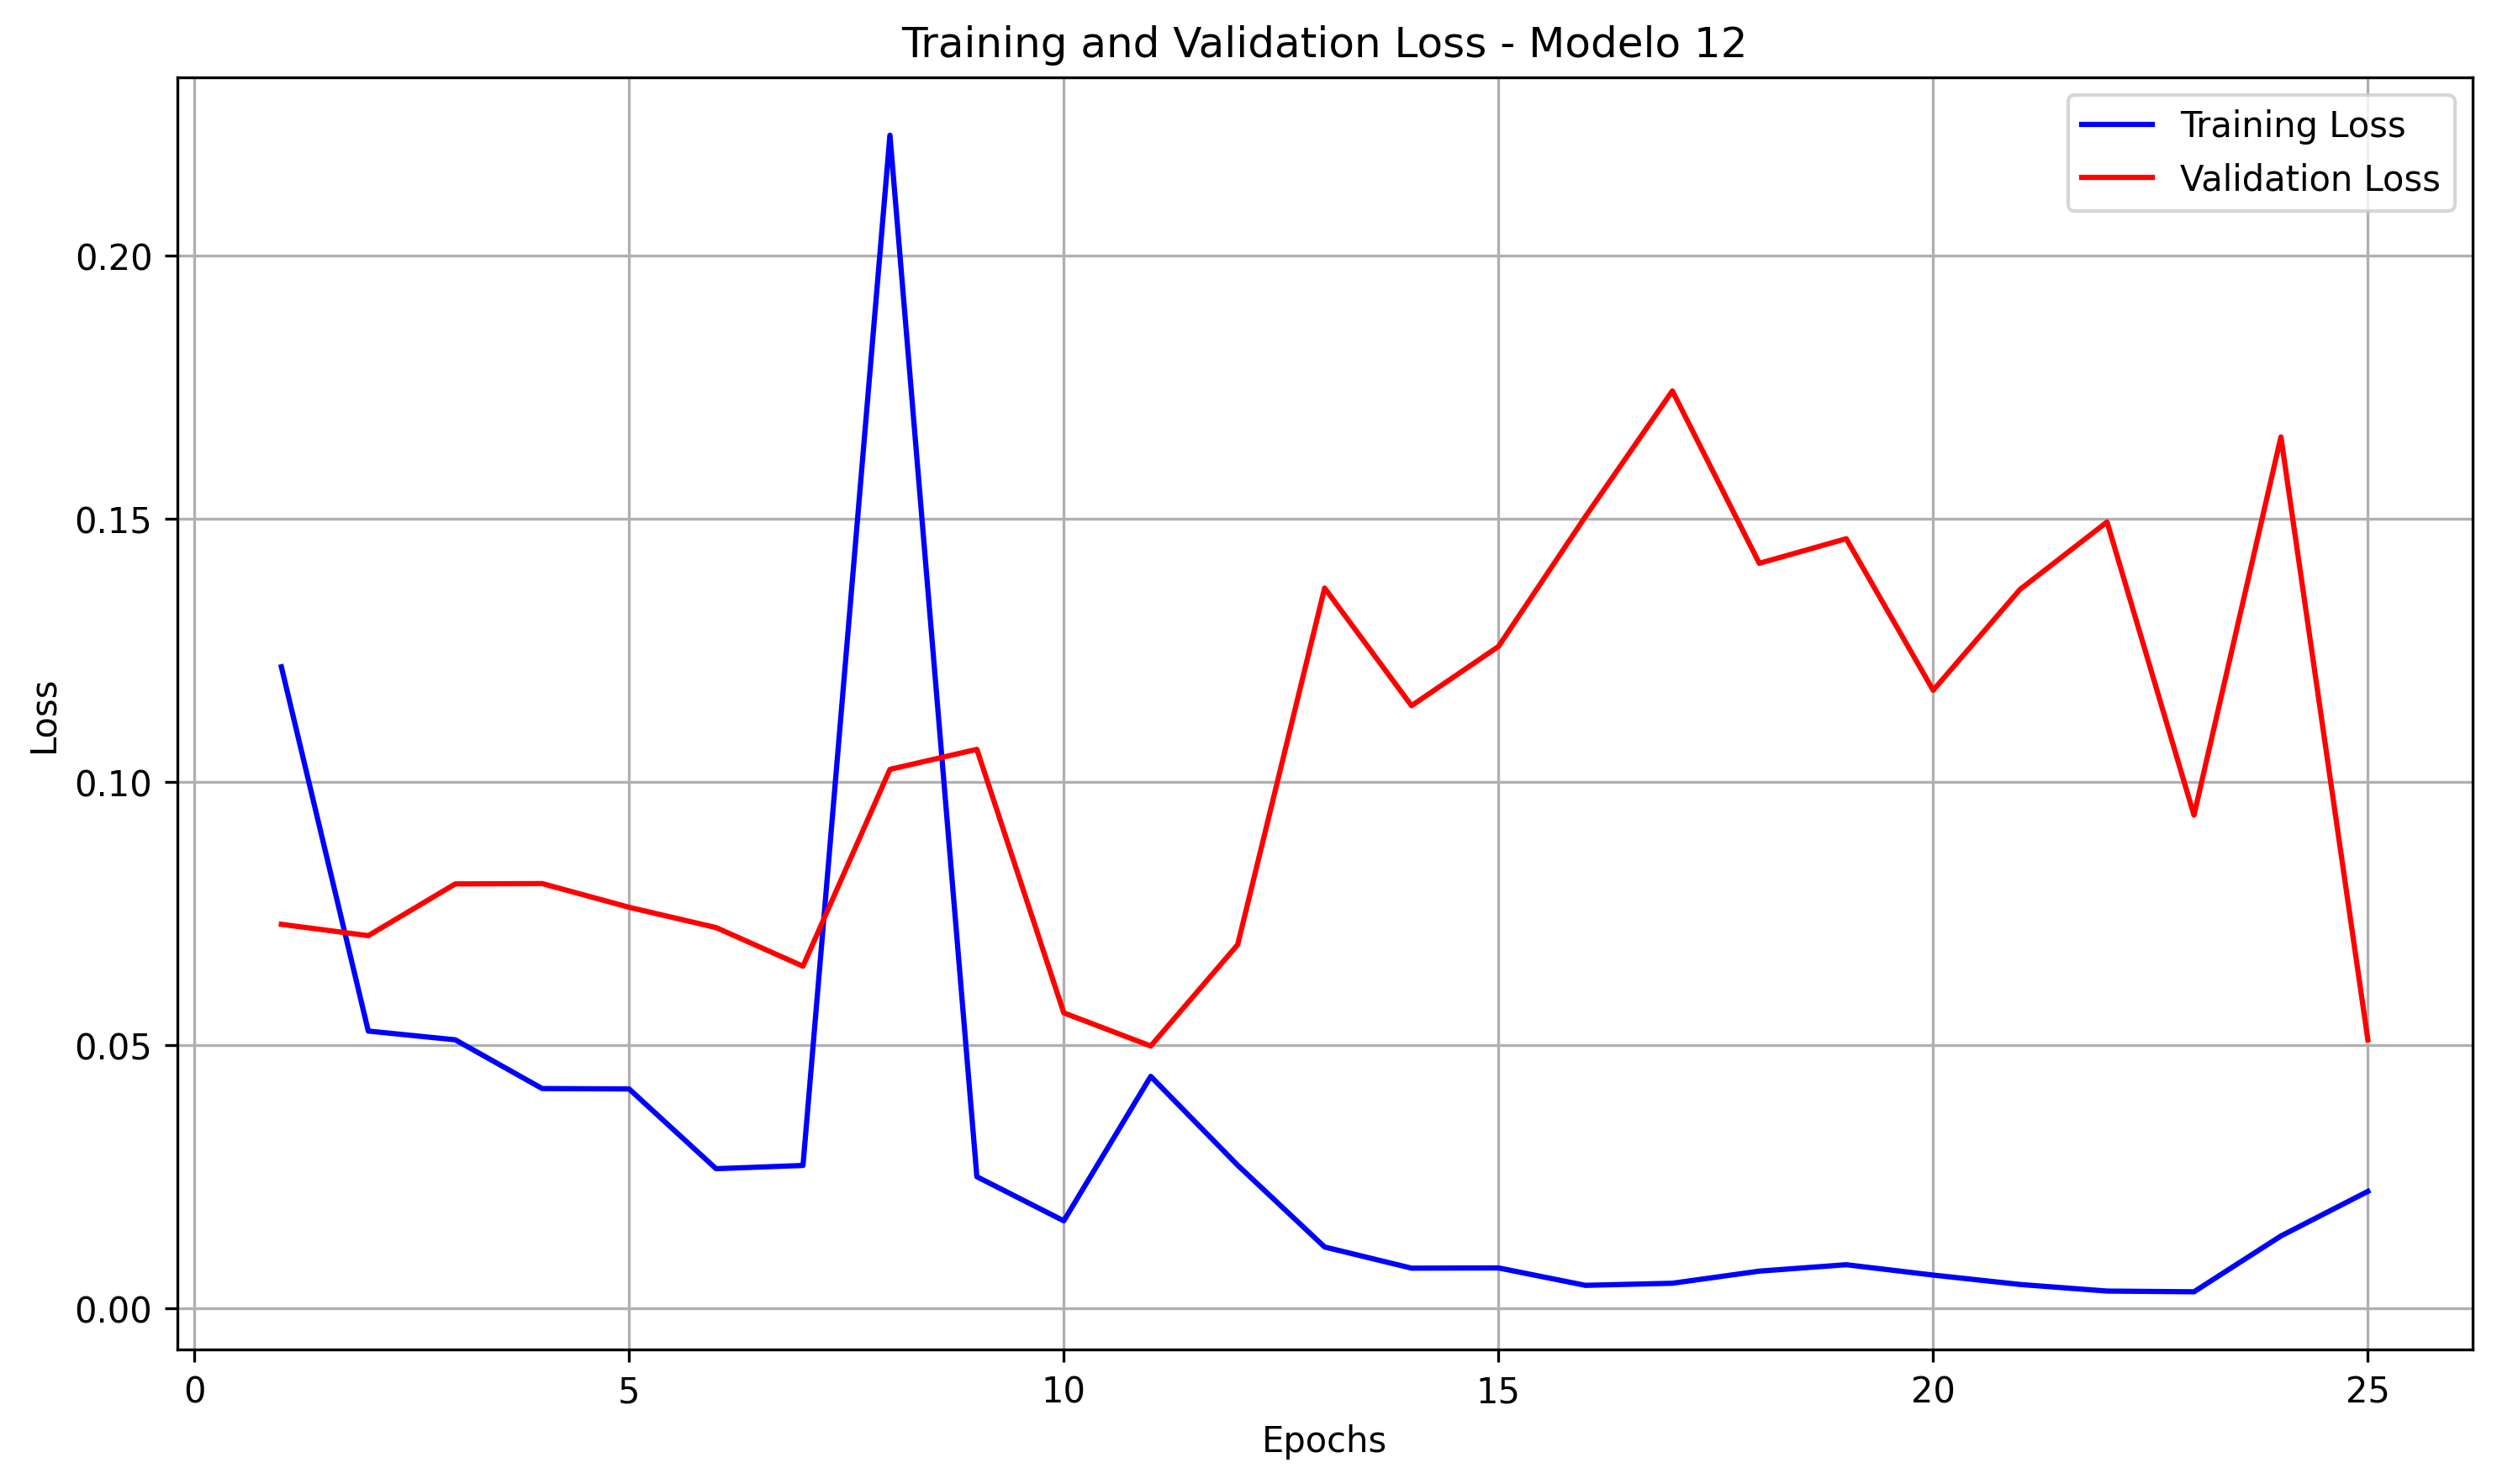 Training and Validation Loss - Modelo 12
Training Loss
Validation Loss
0.20
0.15
0.10
0.05
0.00
Loss
0 5 10 15 20 25
Epochs